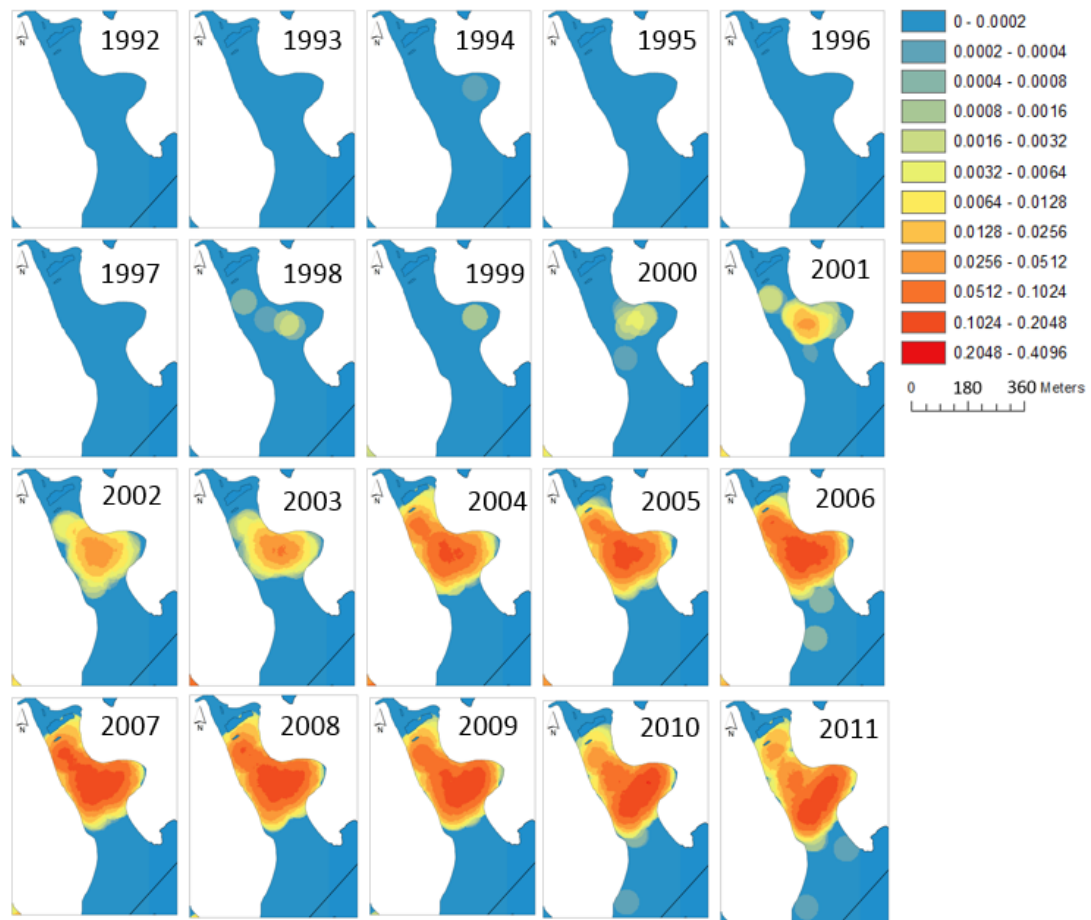 1992 1993 1994 1995 1996
N N N N N
0 - 0.0002
0.0002 - 0.0004
0.0004 - 0.0008
0.0008 - 0.0016
0.0016 - 0.0032
0.0032 - 0.0064
0.0064 - 0.0128
0.0128 - 0.0256
0.0256 - 0.0512
0.0512 - 0.1024
0.1024 - 0.2048
0.2048 - 0.4096
0 180 360 Meters
1997 1998 1999 2000 2001
N N N N N
2002 2003 2004 2005 2006
N N N N N
2007 2008 2009 2010 2011
N N N N N